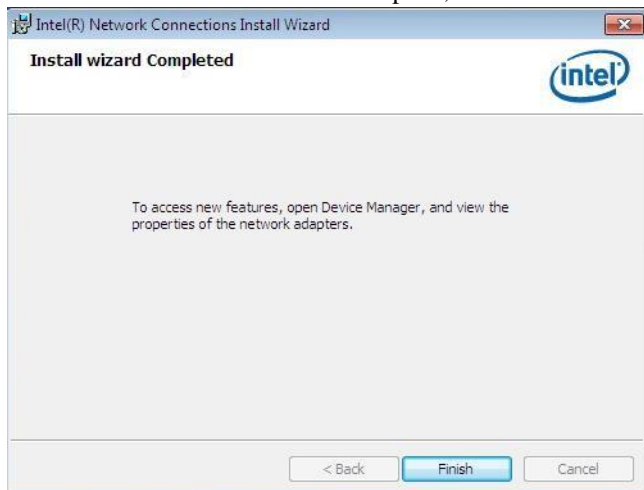 Intel(R) Network Connections Install Wizard
Install wizard Completed
intel
To access new features, open Device Manager, and view the
properties of the network adapters.
< Back
Finish
Cancel